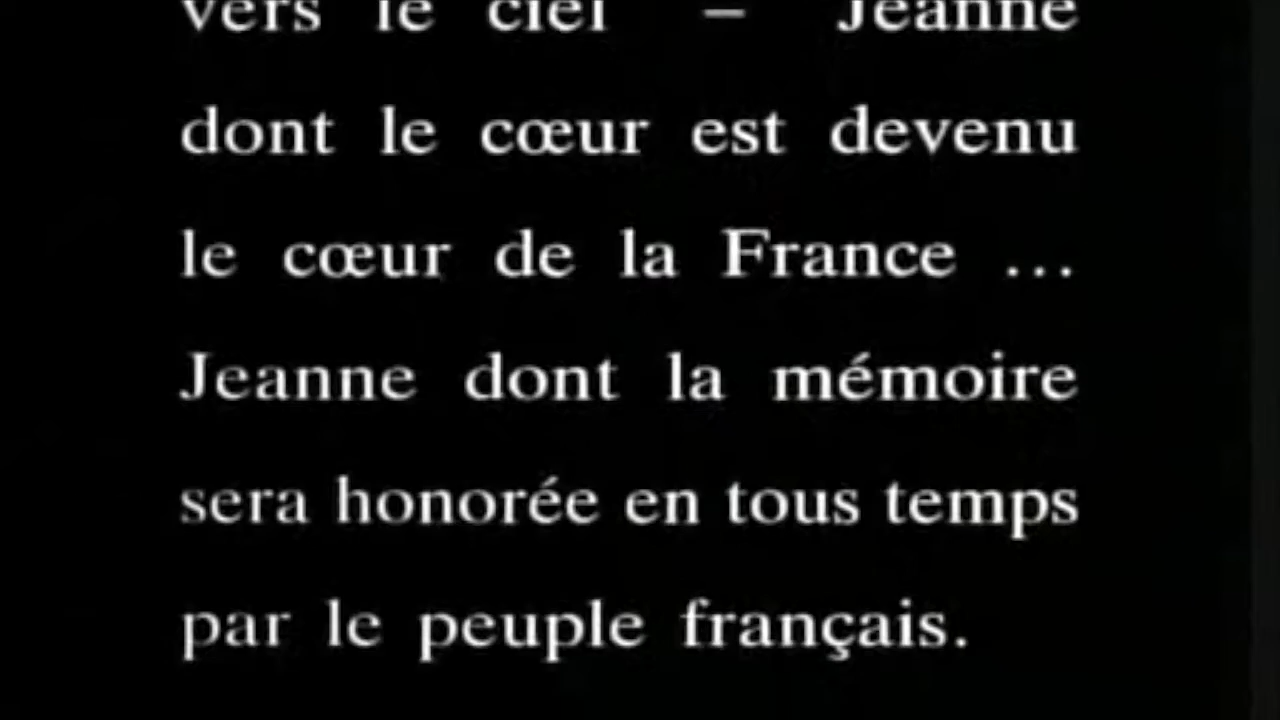 vers le ciel – Jeanne
dont le cœur est devenu
le cœur de la France ...
Jeanne dont la mémoire
sera honorée en tous temps
par le peuple français.